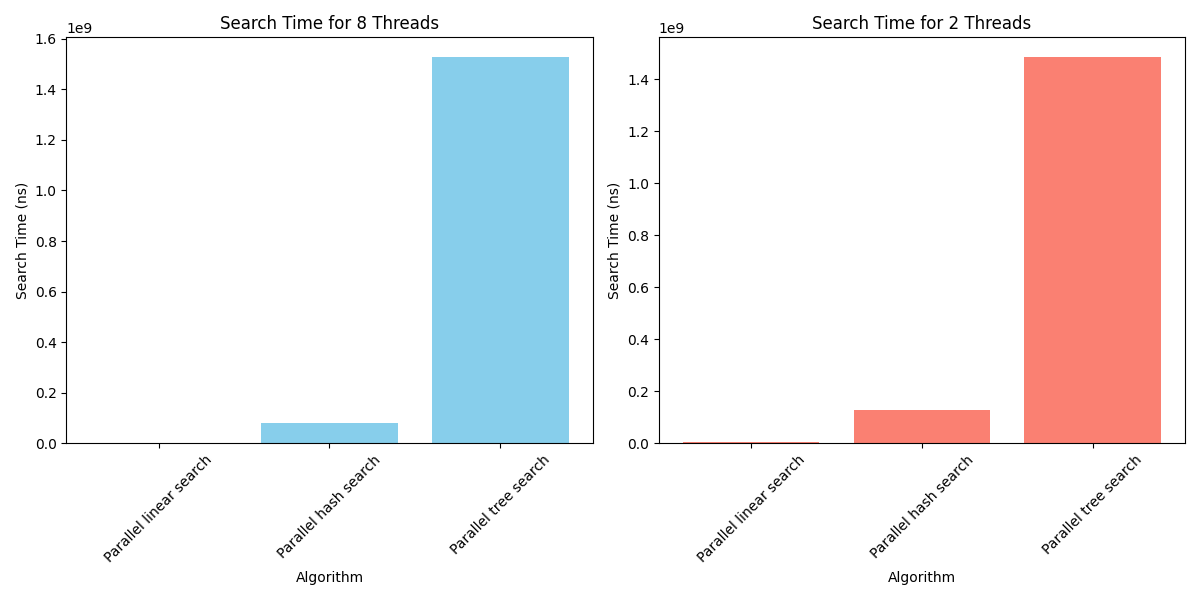 Search Time for 8 Threads
1e9
1.6
1.4
1.2
1.0
0.8
0.6
0.4
0.2
0.0
Search Time (ns)
Parallel linear search
Parallel hash search
Parallel tree search
Algorithm
Search Time for 2 Threads
1e9
1.4
1.2
1.0
0.8
0.6
0.4
0.2
0.0
Search Time (ns)
Parallel linear search
Parallel hash search
Parallel tree search
Algorithm